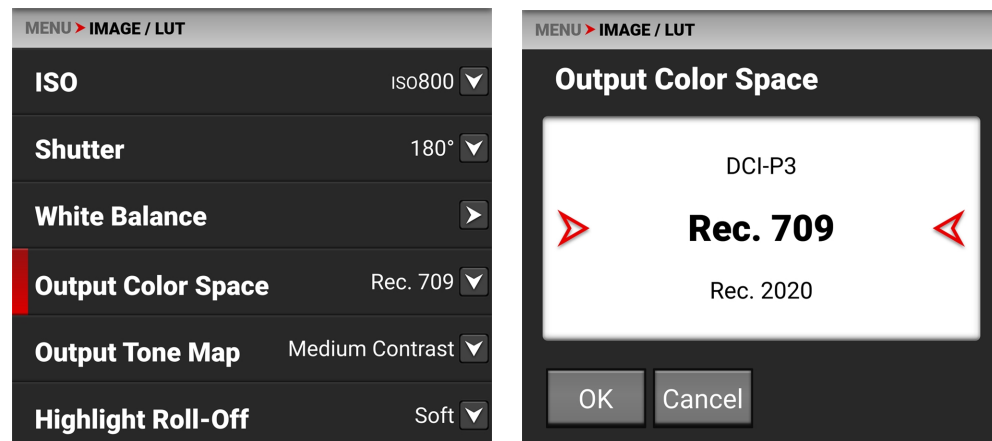 MENU > IMAGE / LUT
ISO ISO800
Shutter 180°
White Balance
Output Color Space Rec. 709
Output Tone Map Medium Contrast
Highlight Roll-Off Soft
MENU > IMAGE / LUT
Output Color Space
DCI-P3
Rec. 709
Rec. 2020
OK Cancel